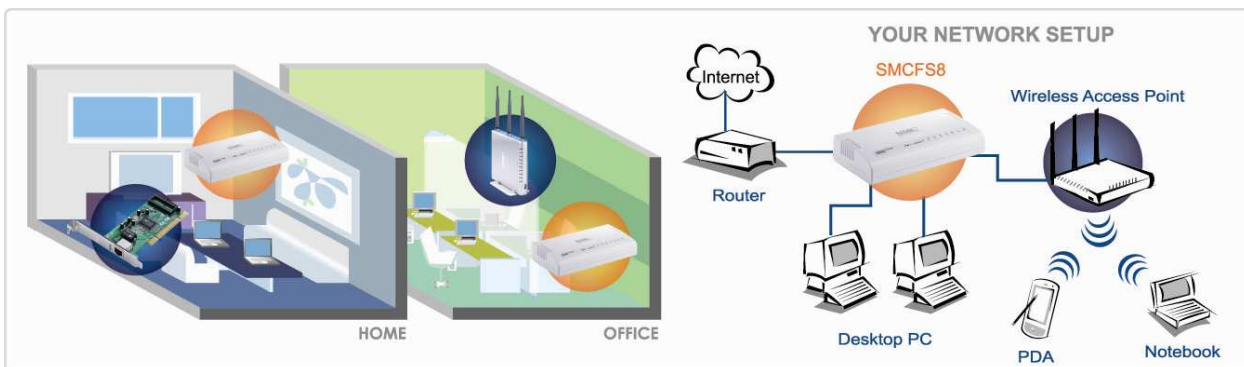 YOUR NETWORK SETUP
SMCFS8
Internet
Wireless Access Point
Router
HOME
OFFICE
Desktop PC
PDA
Notebook